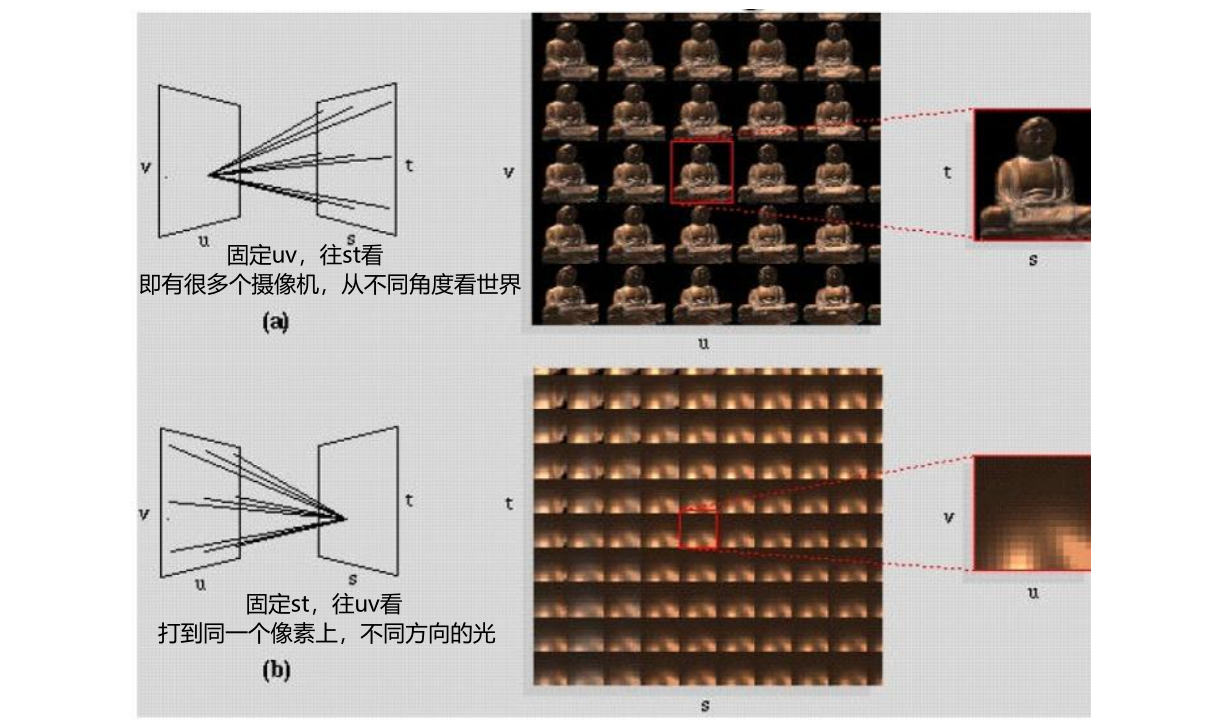 v
t
u
s
固定uv，往st看
即有很多个摄像机，从不同角度看世界
(a)
v
u
t
s
v
t
u
s
固定st，往uv看
打到同一个像素上，不同方向的光
(b)
t
s
v
u